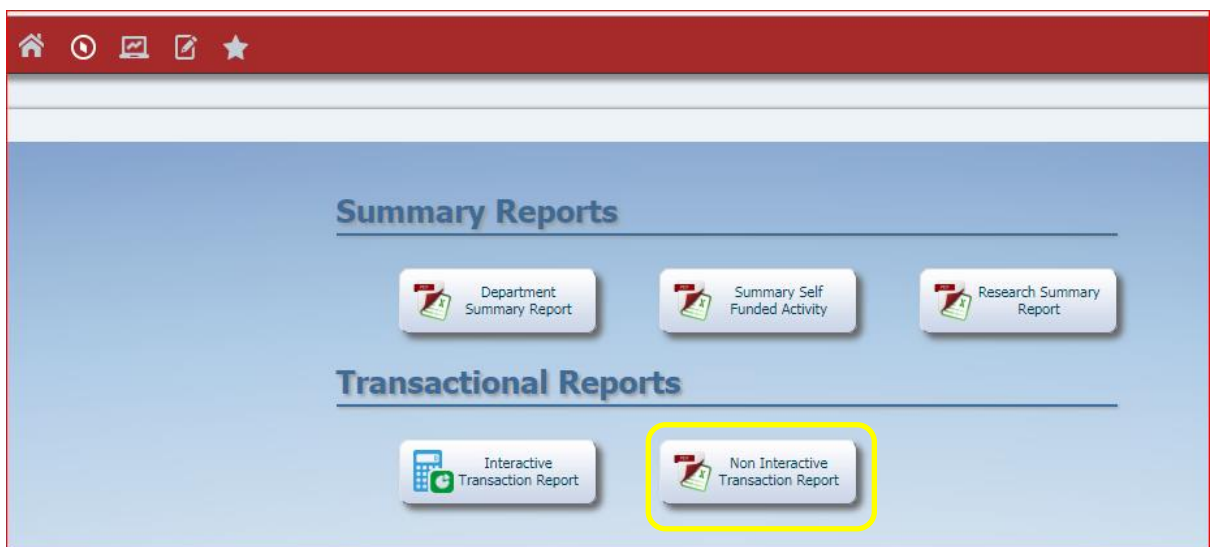 Summary Reports
Department
Summary Report
Summary Self
Funded Activity
Research Summary
Report
Transactional Reports
Interactive
Transaction Report
Non Interactive
Transaction Report